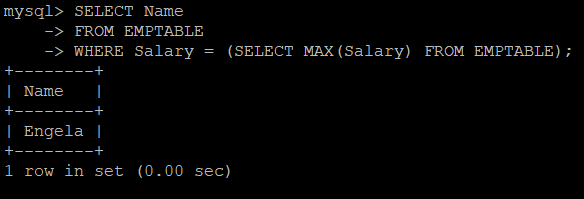 mysql> SELECT Name
    -> FROM EMPTABLE
    -> WHERE Salary = (SELECT MAX(Salary) FROM EMPTABLE);
+--------+
| Name   |
+--------+
| Engela |
+--------+
1 row in set (0.00 sec)